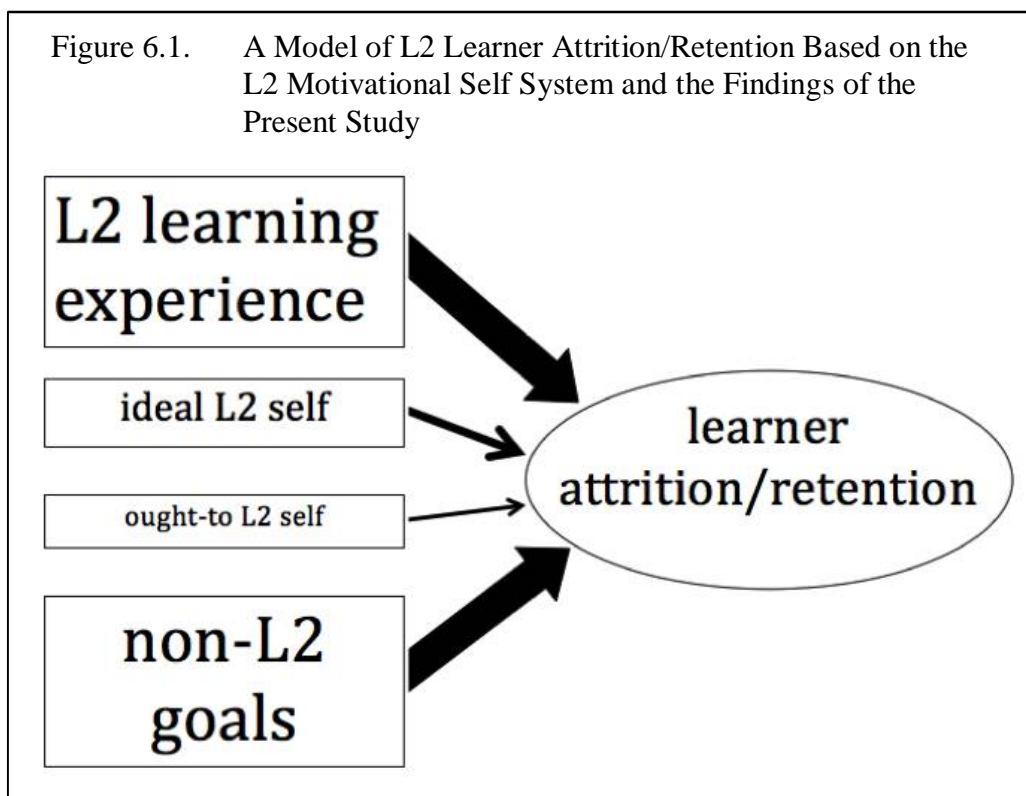 Figure 6.1. A Model of L2 Learner Attrition/Retention Based on the
L2 Motivational Self System and the Findings of the
Present Study
L2 learning
experience
ideal L2 self
ought-to L2 self
non-L2
goals
learner
attrition/retention